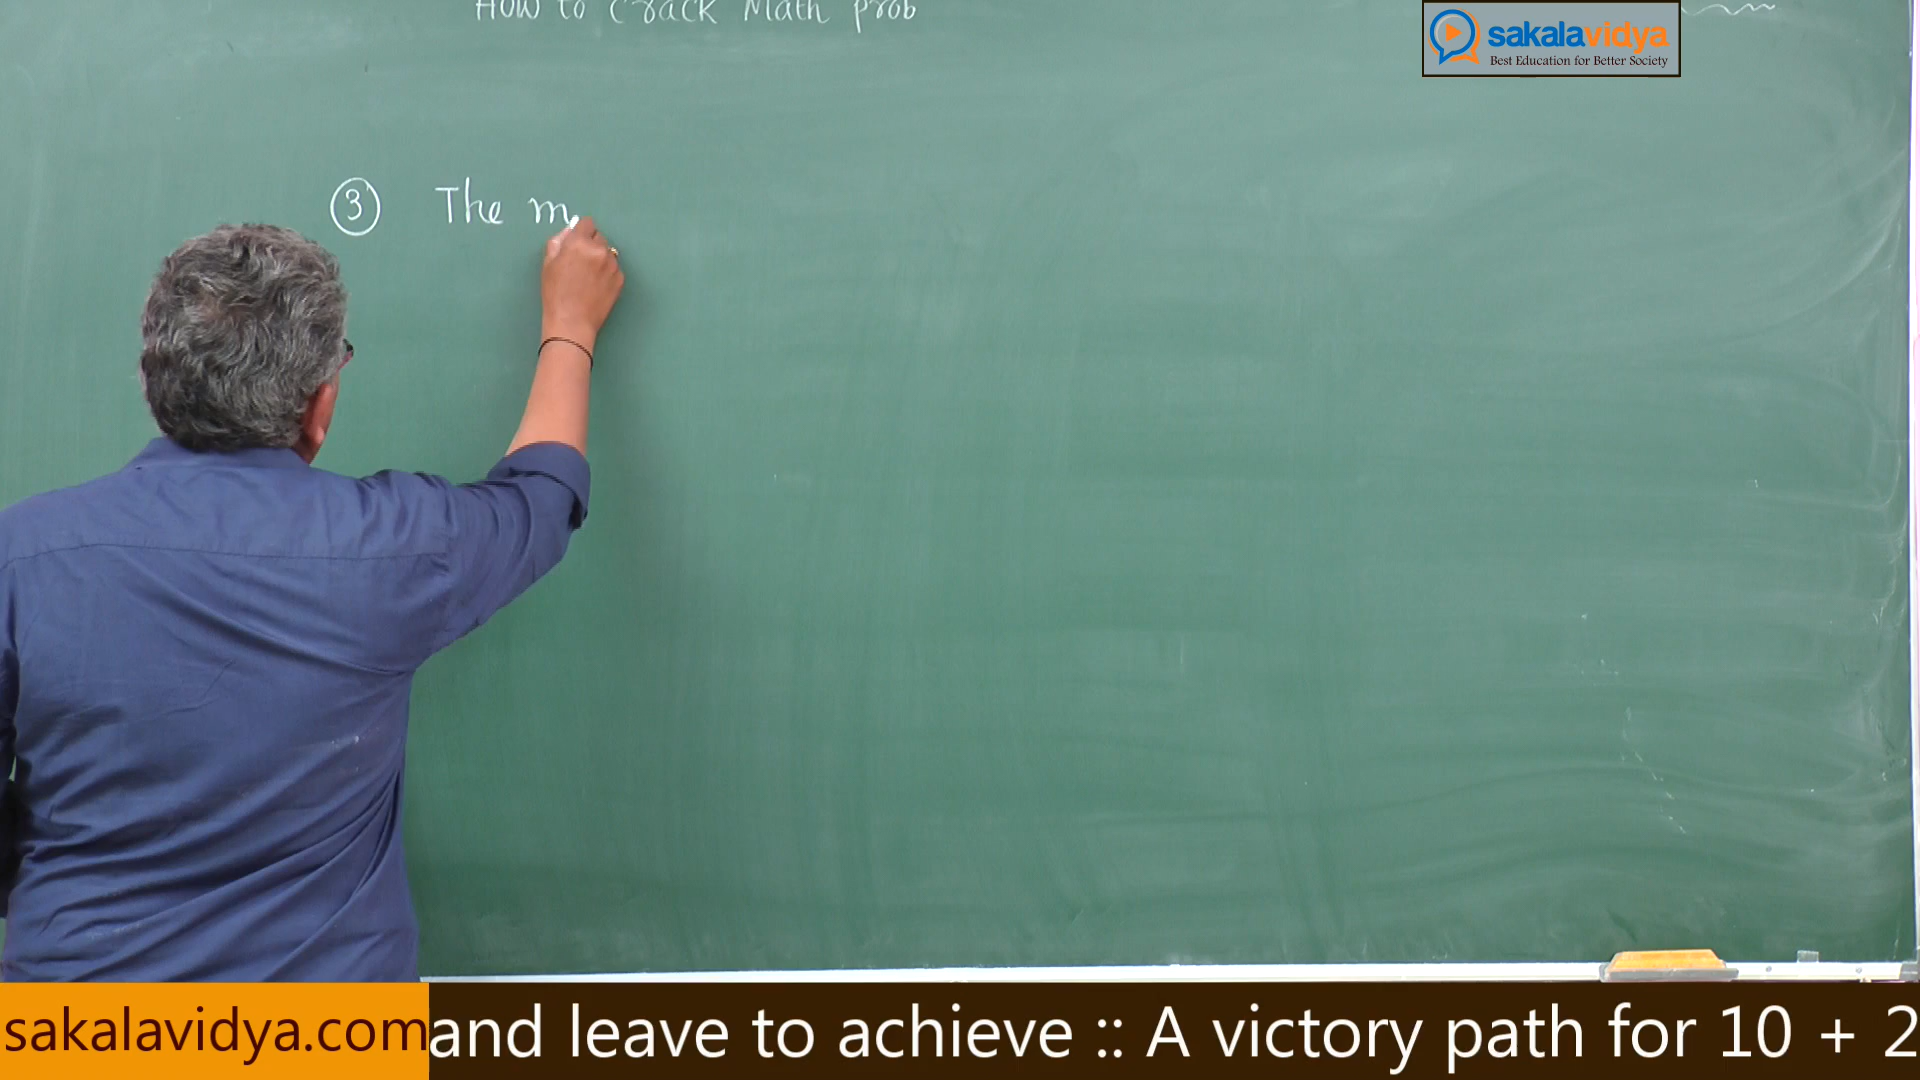 How to Crack Math prob
sakalavidya
Best Education for Better Society
3 The m
sakalavidya.com and leave to achieve :: A victory path for 10 + 2